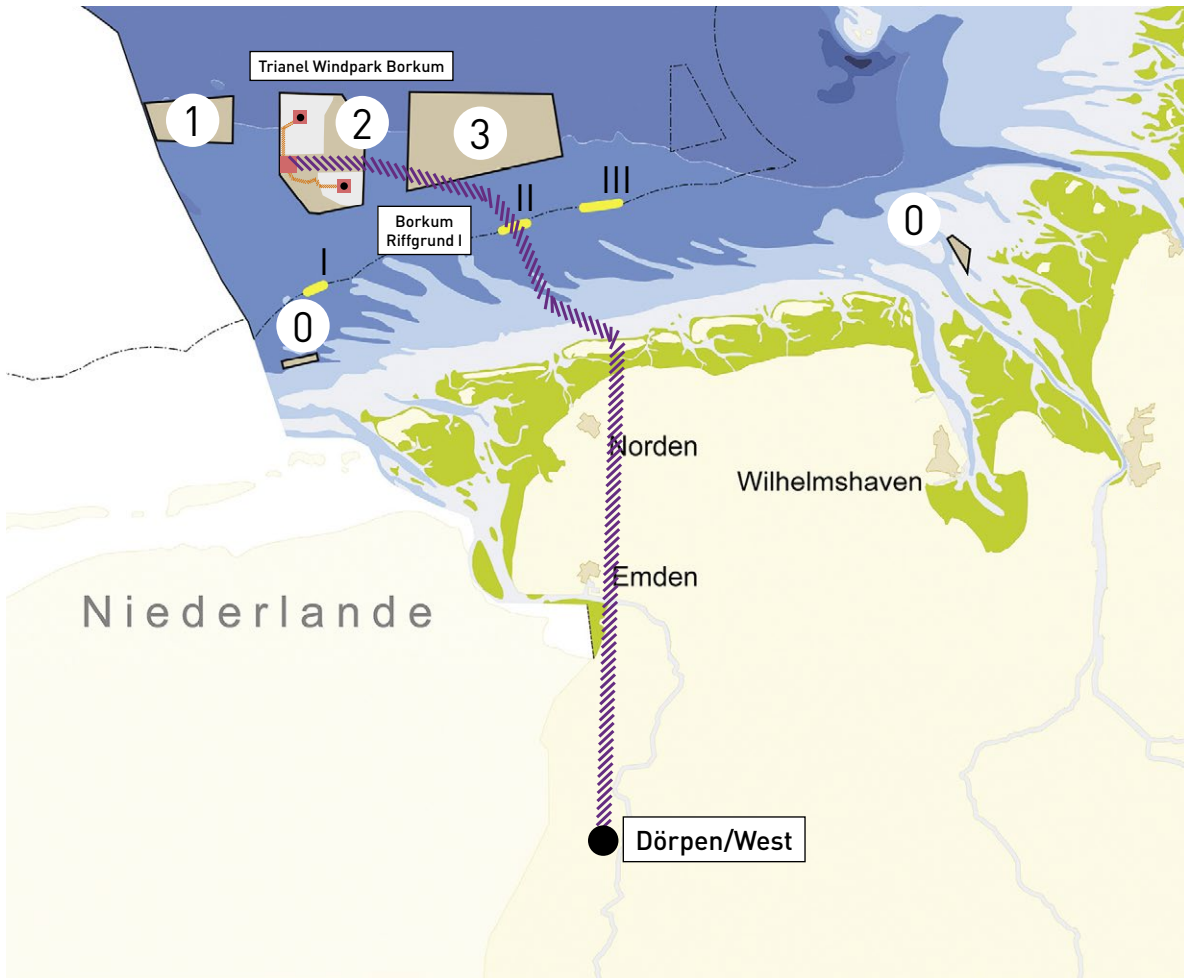 Trianel Windpark Borkum
1
2
3
III
II
Borkum
Riffgrund I
0
I
0
Norden
Wilhelmshaven
Emden
Niederlande
Dörpen/West